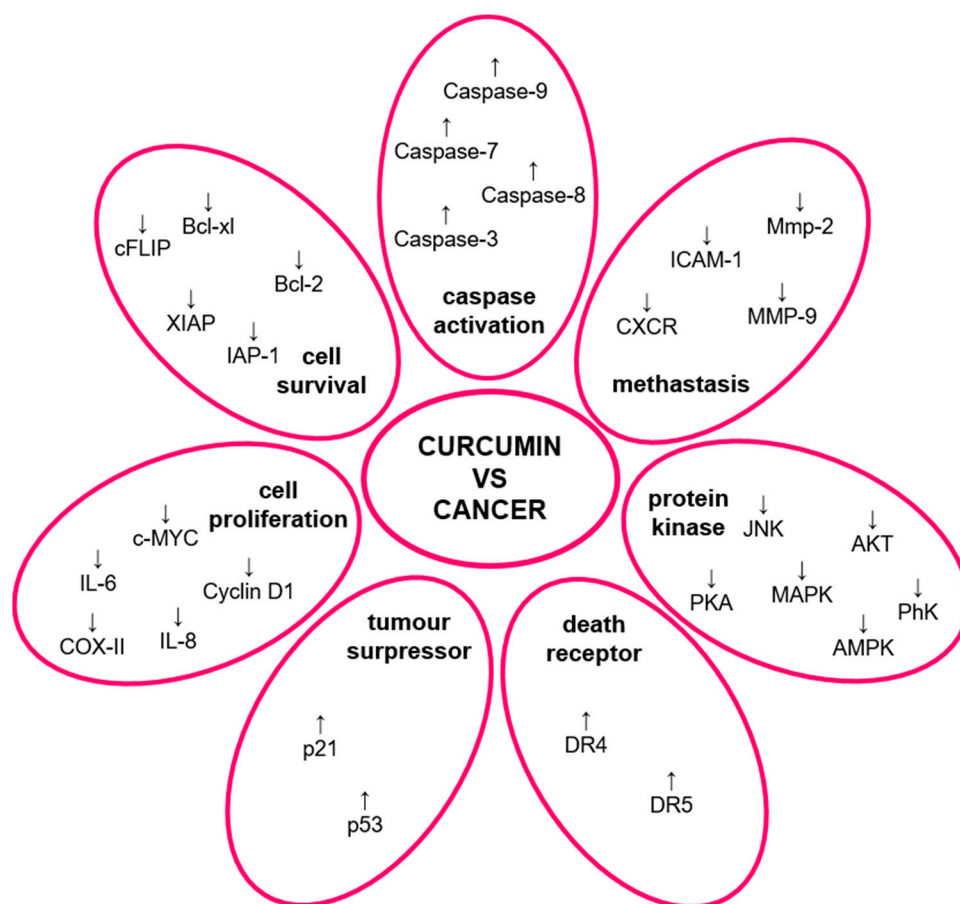 ↑
Caspase-9
↑
Caspase-7
↑
Caspase-8
↑
Caspase-3
caspase
activation
↓
Mmp-2
↓
ICAM-1
↓
MMP-9
↓
CXCR
methastasis
protein
kinase
↓
JNK
↓
AKT
↓
PKA
↓
MAPK
↓
PhK
↓
AMPK
death
receptor
↑
DR4
↑
DR5
tumour
surpressor
↑
p21
↑
p53
cell
proliferation
↓
c-MYC
↓
IL-6
↓
Cyclin D1
↓
COX-II
↓
IL-8
↓
Bcl-xl
↓
cFLIP
↓
Bcl-2
↓
XIAP
↓
IAP-1
cell
survival
CURCUMIN
VS
CANCER